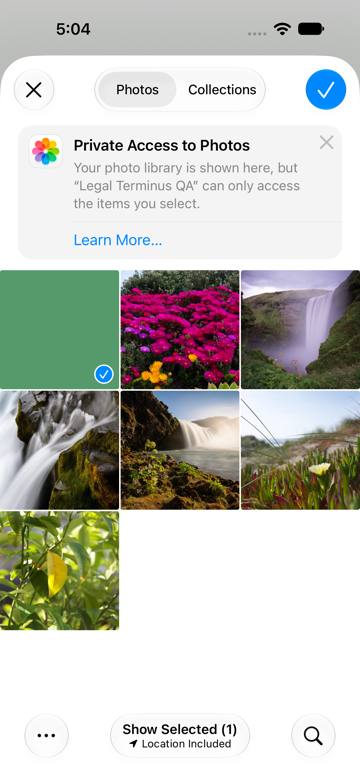 5:04
Photos
Collections
Private Access to Photos
Your photo library is shown here, but
“Legal Terminus QA” can only access
the items you select.
Learn More...
Show Selected (1)
Location Included